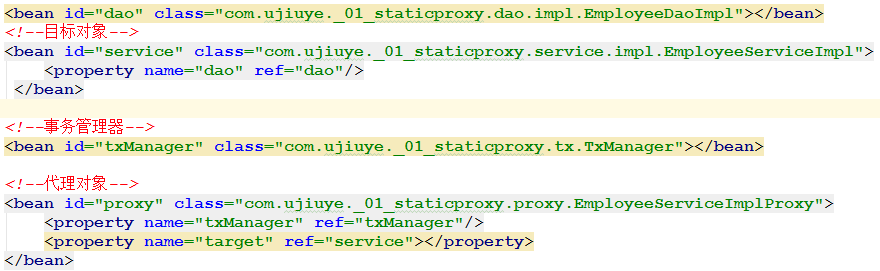 <bean id="dao" class="com.ujiuye._01_staticproxy.dao.impl.EmployeeDaoImpl"></bean>
<!--目标对象-->
<bean id="service" class="com.ujiuye._01_staticproxy.service.impl.EmployeeServiceImpl">
    <property name="dao" ref="dao"/>
 </bean>
<!--事务管理器-->
<bean id="txManager" class="com.ujiuye._01_staticproxy.tx.TxManager"></bean>
<!--代理对象-->
<bean id="proxy" class="com.ujiuye._01_staticproxy.proxy.EmployeeServiceImplProxy">
    <property name="txManager" ref="txManager"/>
    <property name="target" ref="service"></property>
</bean>